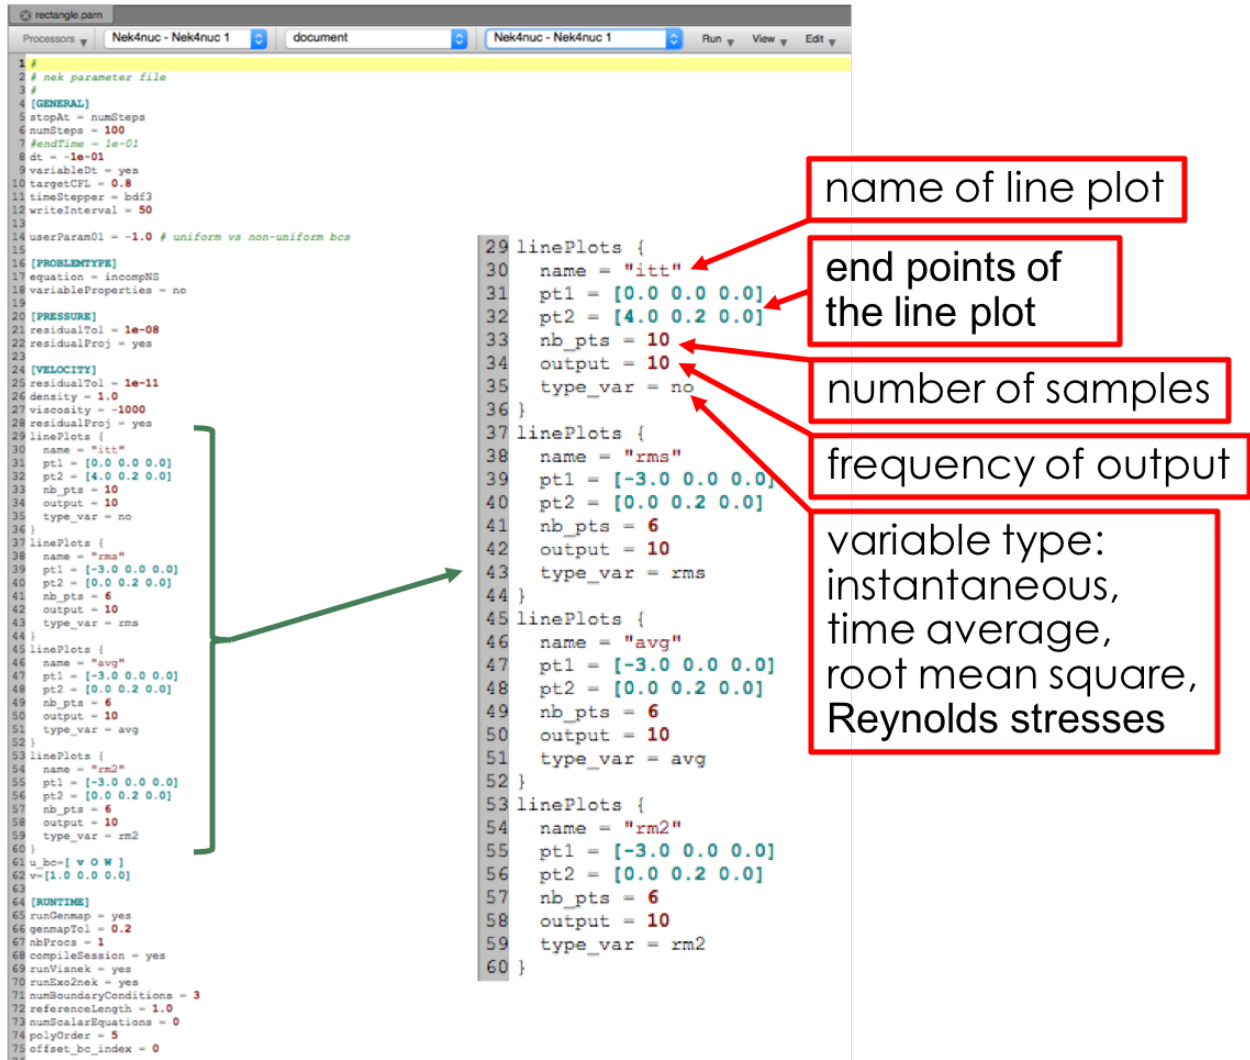 rectangle.parn
Processors Nek4nuc - Nek4nuc 1 document Nek4nuc - Nek4nuc 1 Run View Edit
1 #
2 # nek parameter file
3 #
4 [GENERAL]
5 stopAt = numSteps
6 numSteps = 100
7 #endTime = 1e-01
8 dt = -1e-01
9 variableDt = yes
10 targetCFL = 0.8
11 timeStepper = bdf3
12 writeInterval = 50
13
14 userParam01 = -1.0 # uniform vs non-uniform bcs
15
16 [PROBLEMTYPE]
17 equation = incompNS
18 variableProperties = no
19
20 [PRESSURE]
21 residualTol = 1e-08
22 residualProj = yes
23
24 [VELOCITY]
25 residualTol = 1e-11
26 density = 1.0
27 viscosity = -1000
28 residualProj = yes
29 linePlots {
30 name = "itt"
31 pt1 = [0.0 0.0 0.0]
32 pt2 = [4.0 0.2 0.0]
33 nb_pts = 10
34 output = 10
35 type_var = no
36 }
37 linePlots {
38 name = "rms"
39 pt1 = [-3.0 0.0 0.0]
40 pt2 = [0.0 0.2 0.0]
41 nb_pts = 6
42 output = 10
43 type_var = rms
44 }
45 linePlots {
46 name = "avg"
47 pt1 = [-3.0 0.0 0.0]
48 pt2 = [0.0 0.2 0.0]
49 nb_pts = 6
50 output = 10
51 type_var = avg
52 }
53 linePlots {
54 name = "rm2"
55 pt1 = [-3.0 0.0 0.0]
56 pt2 = [0.0 0.2 0.0]
57 nb_pts = 6
58 output = 10
59 type_var = rm2
60 }
61 u_bc=[ v O W ]
62 v=[1.0 0.0 0.0]
63
64 [RUNTIME]
65 runGenmap = yes
66 genmapTol = 0.2
67 nbProcs = 1
68 compileSession = yes
69 runVisnek = yes
70 runExo2nek = yes
71 numBoundaryConditions = 3
72 referenceLength = 1.0
73 numScalarEquations = 0
74 polyOrder = 5
75 offset_bc_index = 0
29 linePlots {
30 name = "itt"
31 pt1 = [0.0 0.0 0.0]
32 pt2 = [4.0 0.2 0.0]
33 nb_pts = 10
34 output = 10
35 type_var = no
36 }
37 linePlots {
38 name = "rms"
39 pt1 = [-3.0 0.0 0.0]
40 pt2 = [0.0 0.2 0.0]
41 nb_pts = 6
42 output = 10
43 type_var = rms
44 }
45 linePlots {
46 name = "avg"
47 pt1 = [-3.0 0.0 0.0]
48 pt2 = [0.0 0.2 0.0]
49 nb_pts = 6
50 output = 10
51 type_var = avg
52 }
53 linePlots {
54 name = "rm2"
55 pt1 = [-3.0 0.0 0.0]
56 pt2 = [0.0 0.2 0.0]
57 nb_pts = 6
58 output = 10
59 type_var = rm2
60 }
name of line plot
end points of
the line plot
number of samples
frequency of output
variable type:
instantaneous,
time average,
root mean square,
Reynolds stresses